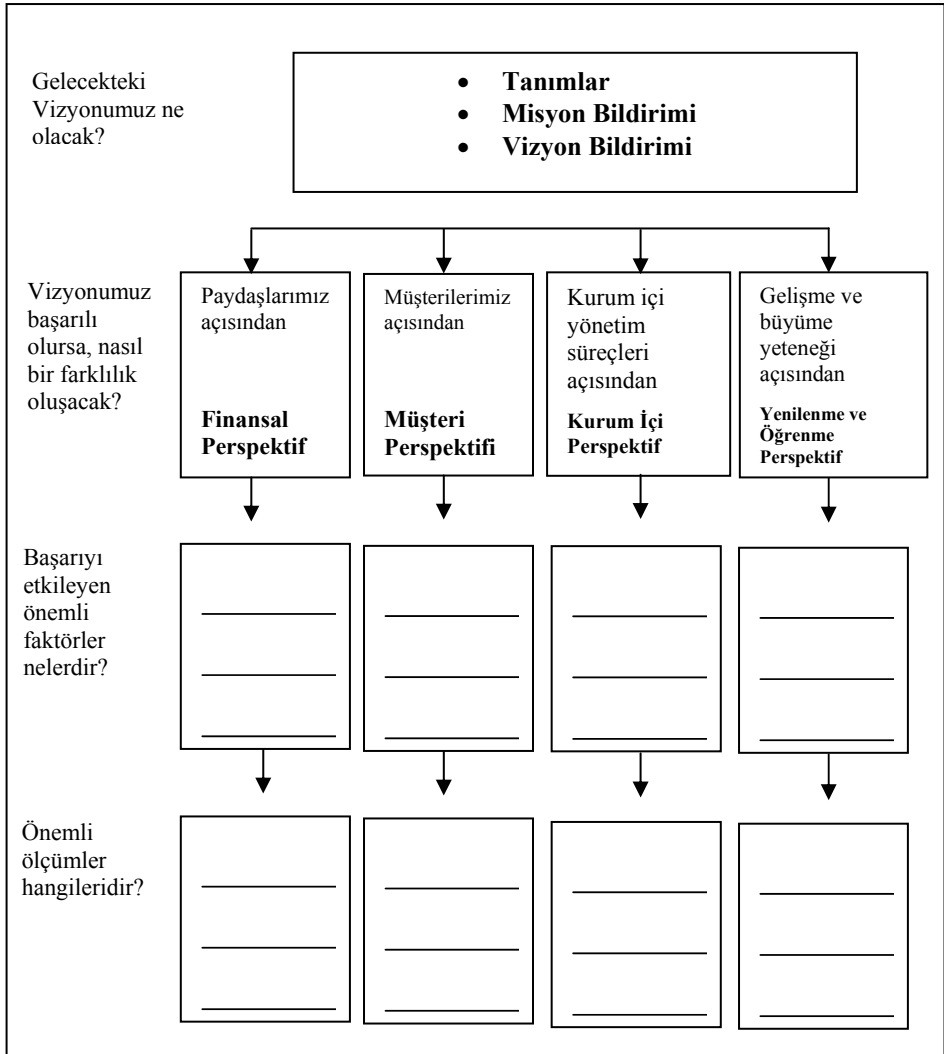 Gelecekteki
Vizyonumuz ne
olacak?
• Tanımlar
• Misyon Bildirimi
• Vizyon Bildirimi
Vizyonumuz
başarılı
olursa, nasıl
bir farklılık
oluşacak?
Paydaşlarımız
açısından
Finansal
Perspektif
Müşterilerimiz
açısından
Müşteri
Perspektifi
Kurum içi
yönetim
süreçleri
açısından
Kurum İçi
Perspektif
Gelişme ve
büyüme
yeteneği
açısından
Yenilenme ve
Öğrenme
Perspektif
Başarıyı
etkileyen
önemli
faktörler
nelerdir?
Önemli
ölçümler
hangileridir?